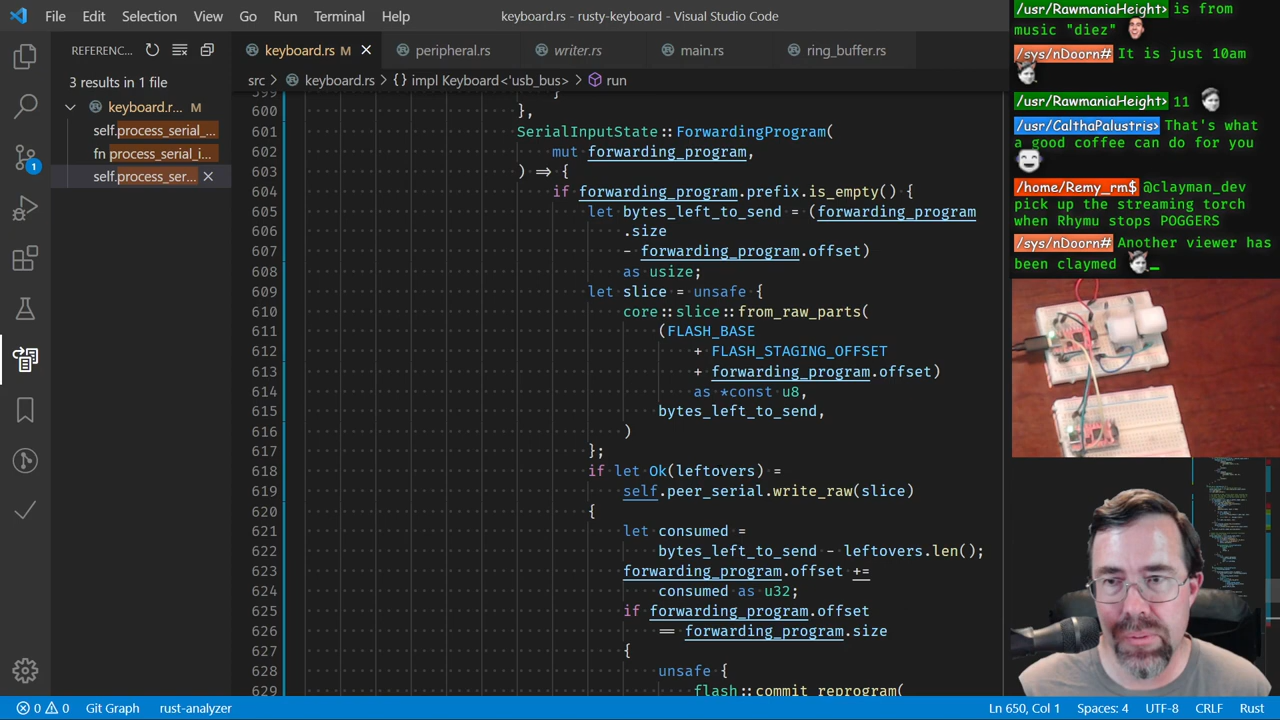 File Edit Selection View Go Run Terminal Help
keyboard.rs - rusty-keyboard - Visual Studio Code
REFERENC...
3 results in 1 file
keyboard.r... M
self.process_serial_...
fn process_serial_i...
self.process_ser...
1
keyboard.rs M
peripheral.rs
writer.rs
main.rs
ring_buffer.rs
src > keyboard.rs > {} impl Keyboard<'usb_bus> > run
599 }
600 },
601 SerialInputState::ForwardingProgram(
602 mut forwarding_program,
603 ) => {
604 if forwarding_program.prefix.is_empty() {
605 let bytes_left_to_send = (forwarding_program
606 .size
607 - forwarding_program.offset)
608 as usize;
609 let slice = unsafe {
610 core::slice::from_raw_parts(
611 (FLASH_BASE
612 + FLASH_STAGING_OFFSET
613 + forwarding_program.offset)
614 as *const u8,
615 bytes_left_to_send,
616 )
617 };
618 if let Ok(leftovers) =
619 self.peer_serial.write_raw(slice)
620 {
621 let consumed =
622 bytes_left_to_send - leftovers.len();
623 forwarding_program.offset +=
624 consumed as u32;
625 if forwarding_program.offset
626 == forwarding_program.size
627 {
628 unsafe {
629 flash::commit_reprogram(
0 0 Git Graph rust-analyzer
Ln 650, Col 1 Spaces: 4 UTF-8 CRLF Rust
/usr/RawmaniaHeight> is from
music "diez"
/sys/nDoorn# It is just 10am
/usr/RawmaniaHeight> 11
/usr/CalthaPalustris> That's what
a good coffee can do for you
/home/Remy_rm$ @clayman_dev
pick up the streaming torch
when Rhymu stops POGGERS
/sys/nDoorn# Another viewer has
been claymed _